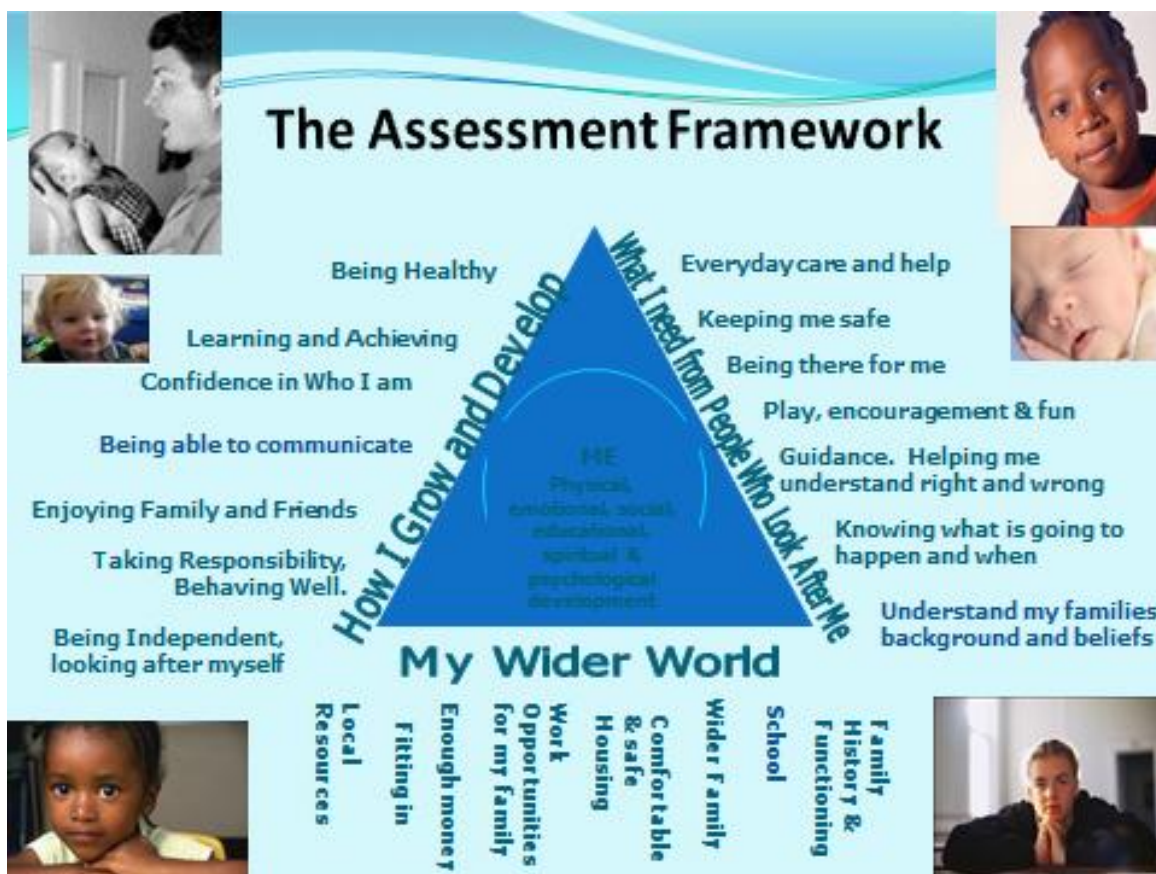 The Assessment Framework
How I Grow and Develop
Being Healthy
Learning and Achieving
Confidence in Who I am
Being able to communicate
Enjoying Family and Friends
Taking Responsibility,
Behaving Well.
Being Independent,
looking after myself
What I need from People Who Look After Me
Everyday care and help
Keeping me safe
Being there for me
Play, encouragement & fun
Guidance. Helping me
understand right and wrong
Knowing what is going to
happen and when
Understand my families
background and beliefs
ME
Physical,
emotional, social,
educational,
spiritual &
psychological
development
My Wider World
Local
Resources
Fitting in
Enough money
Work
Opportunities
for my family
Comfortable
& safe
Housing
Wider Family
School
Family
History &
Functioning